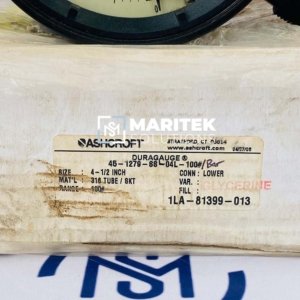 MARITEK
SOLUTIONS
ASHCROFT
STRATFORD, CT 06614
www.ashcroft.com
DURAGAUGE®
45-1279-SS-04L-100#/Bar
SIZE : 4-1/2 INCH
CONN : LOWER
MAT'L : 316 TUBE / SKT
VAR. :
RANGE : 100#
FILL : GLYCERINE
1LA-81399-013